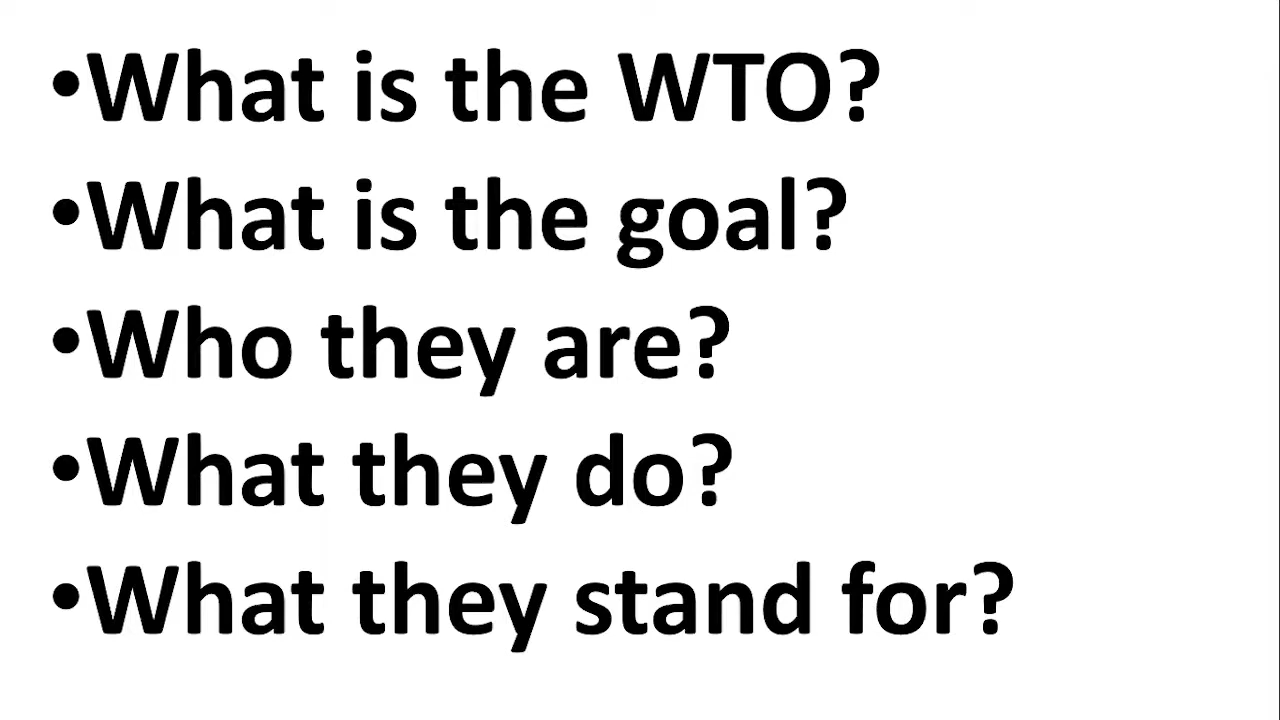 •What is the WTO?
•What is the goal?
•Who they are?
•What they do?
•What they stand for?